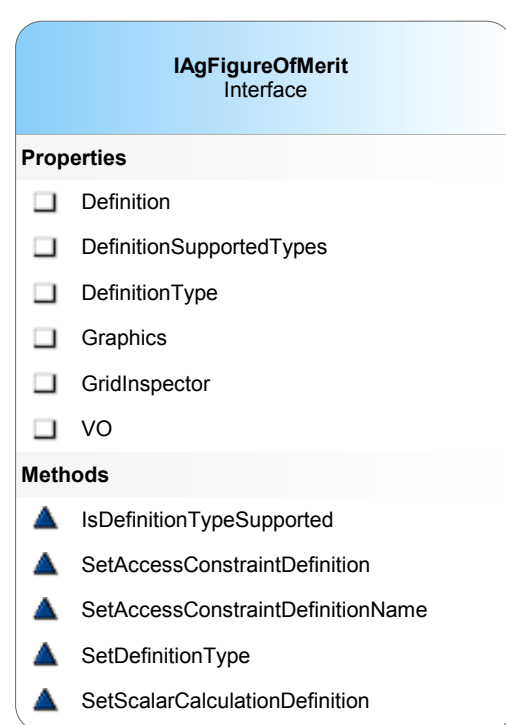 IAgFigureOfMerit
Interface
Properties
Definition
DefinitionSupportedTypes
DefinitionType
Graphics
GridInspector
VO
Methods
IsDefinitionTypeSupported
SetAccessConstraintDefinition
SetAccessConstraintDefinitionName
SetDefinitionType
SetScalarCalculationDefinition